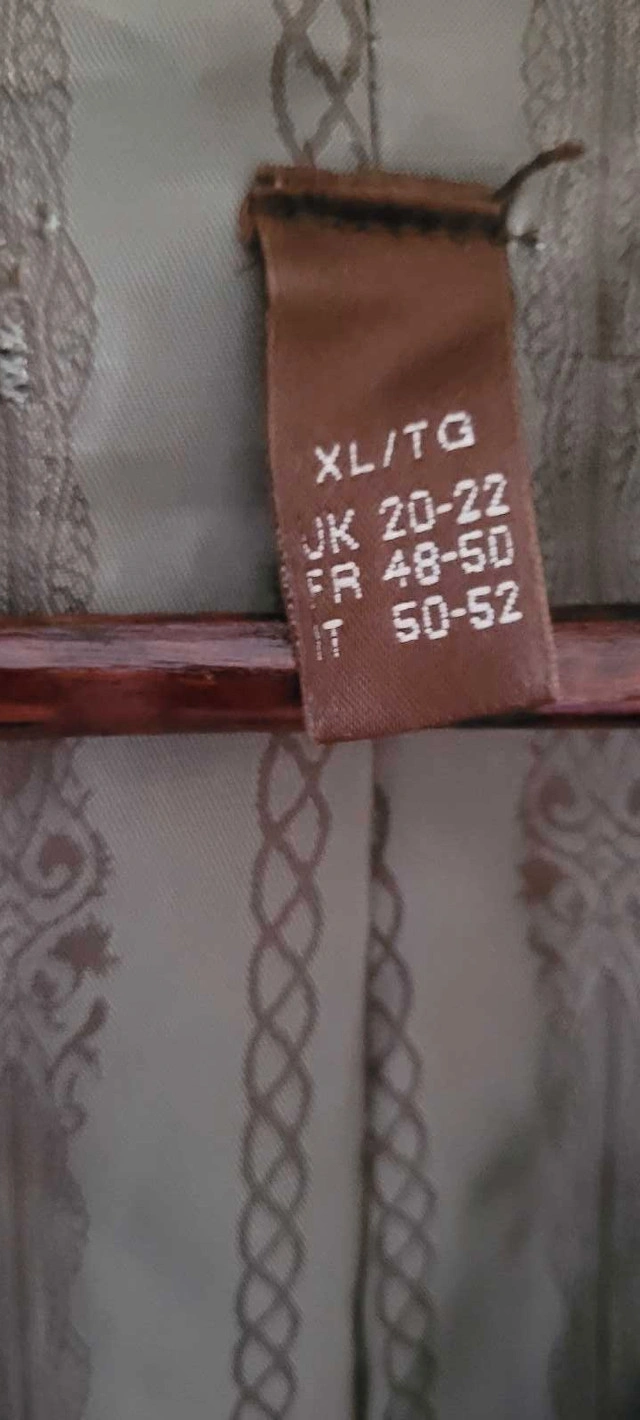 XL/TG
UK 20-22
FR 48-50
IT 50-52